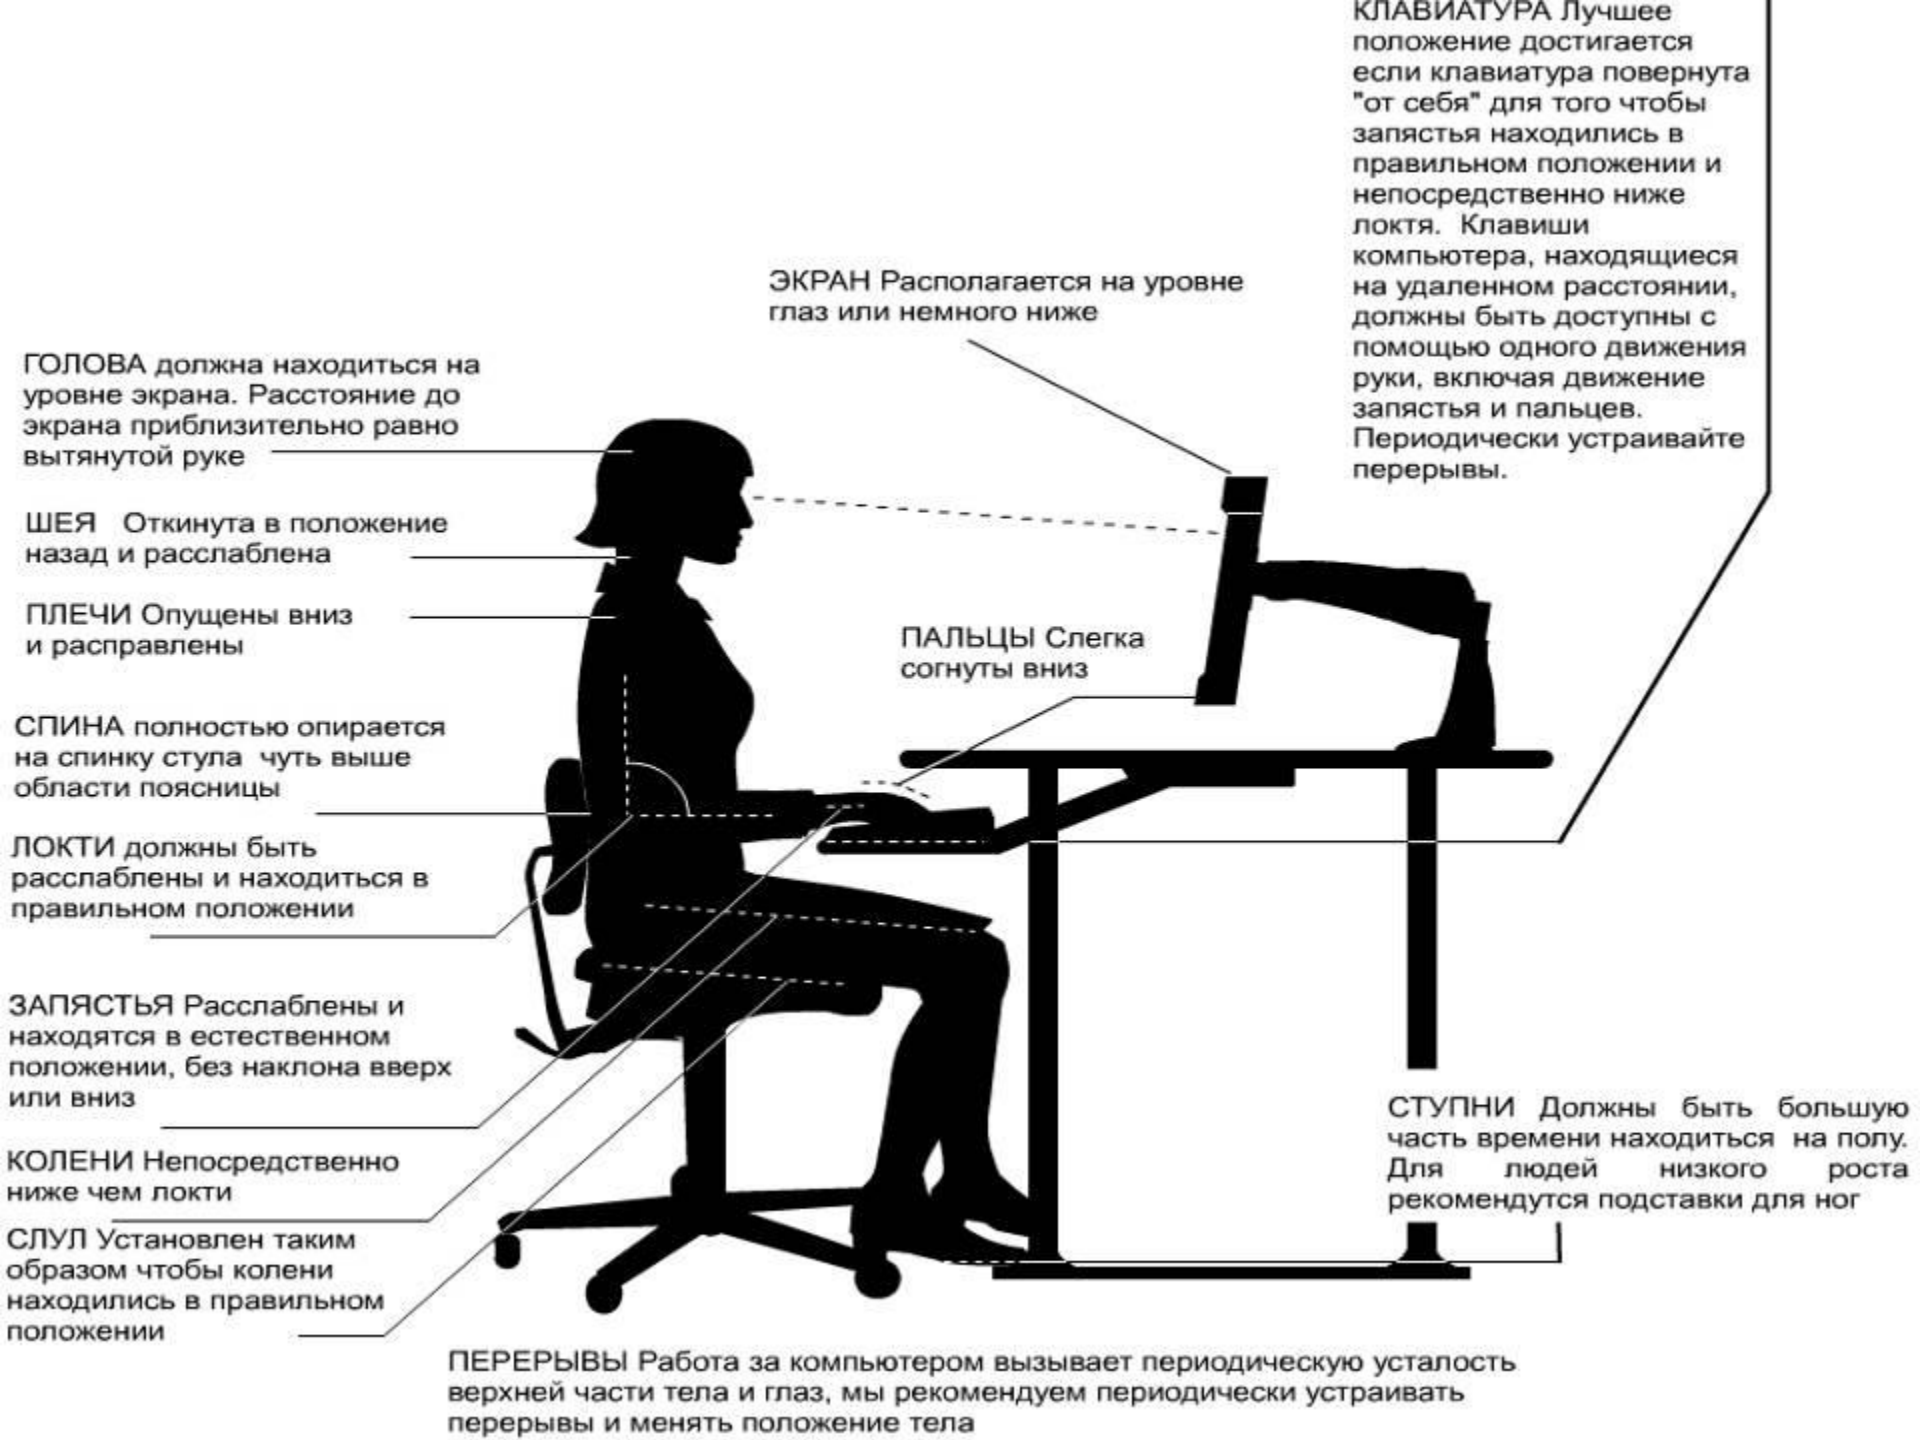 КЛАВИАТУРА Лучшее
положение достигается
если клавиатура повернута
"от себя" для того чтобы
запястья находились в
правильном положении и
непосредственно ниже
локтя. Клавиши
компьютера, находящиеся
на удаленном расстоянии,
должны быть доступны с
помощью одного движения
руки, включая движение
запястья и пальцев.
Периодически устраивайте
перерывы.
ЭКРАН Располагается на уровне
глаз или немного ниже
ГОЛОВА должна находиться на
уровне экрана. Расстояние до
экрана приблизительно равно
вытянутой руке
ШЕЯ Откинута в положение
назад и расслаблена
ПЛЕЧИ Опущены вниз
и расправлены
ПАЛЬЦЫ Слегка
согнуты вниз
СПИНА полностью опирается
на спинку стула чуть выше
области поясницы
ЛОКТИ должны быть
расслаблены и находиться в
правильном положении
ЗАПЯСТЬЯ Расслаблены и
находятся в естественном
положении, без наклона вверх
или вниз
КОЛЕНИ Непосредственно
ниже чем локти
СЛУЛ Установлен таким
образом чтобы колени
находились в правильном
положении
СТУПНИ Должны быть большую
часть времени находиться на полу.
Для людей низкого роста
рекомендутся подставки для ног
ПЕРЕРЫВЫ Работа за компьютером вызывает периодическую усталость
верхней части тела и глаз, мы рекомендуем периодически устраивать
перерывы и менять положение тела